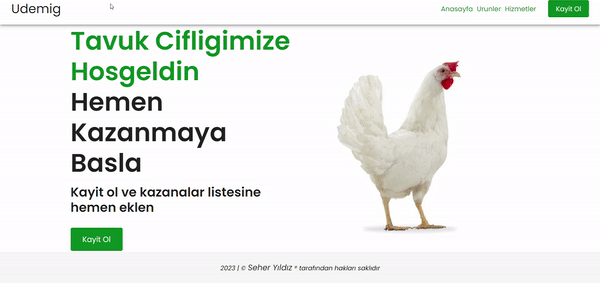 Udemig
Anasayfa Urunler Hizmetler
Kayit Ol
Tavuk Cifligimize
Hosgeldin
Hemen
Kazanmaya
Basla
Kayit ol ve kazanalar listesine
hemen eklen
Kayit Ol
2023 | © Seher Yıldız ® tarafından hakları saklıdır